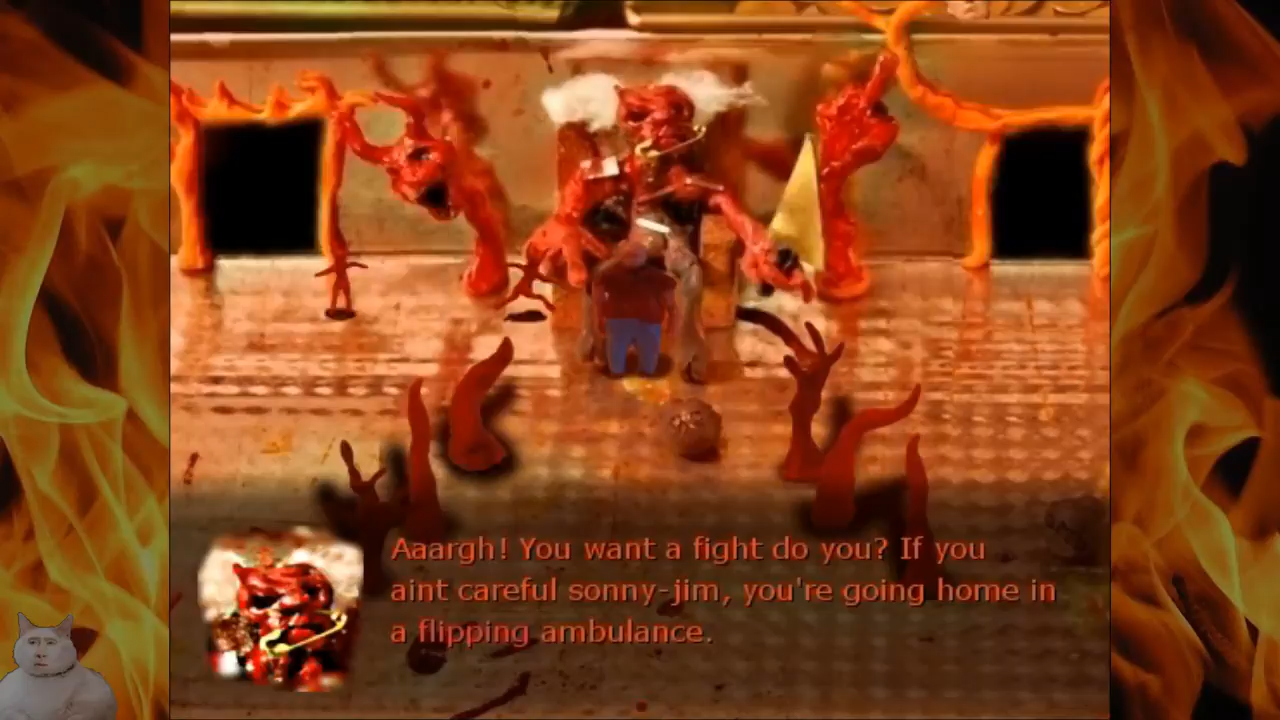 Aaargh! You want a fight do you? If you
aint careful sonny-jim, you're going home in
a flipping ambulance.